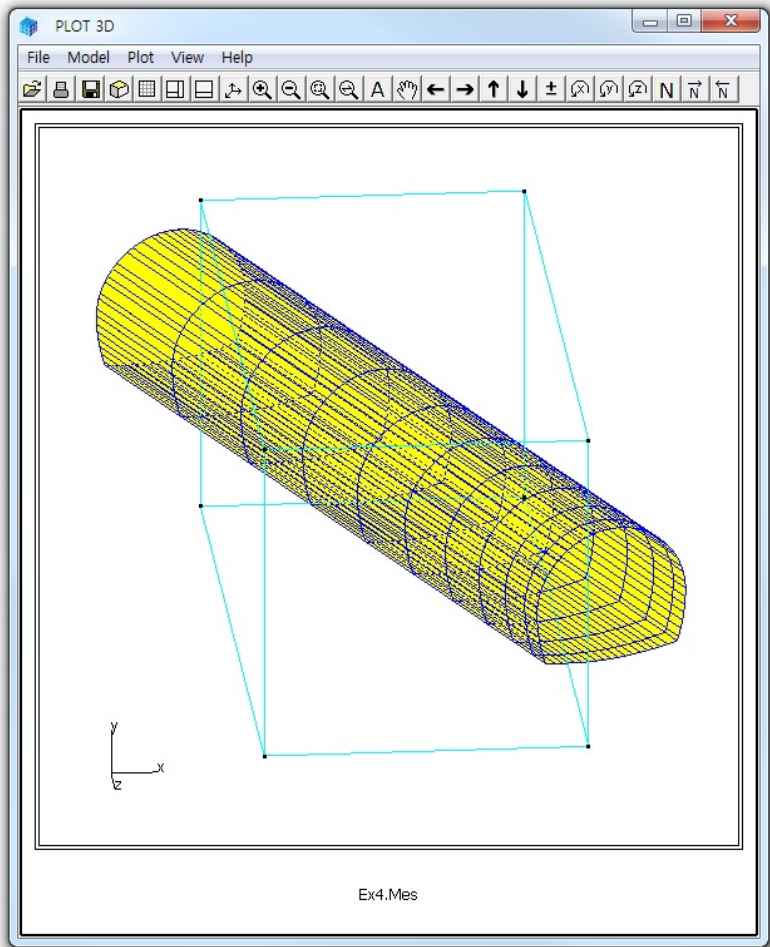 PLOT 3D
File Model Plot View Help
A ± x y z N N N
y
x
z
Ex4.Mes